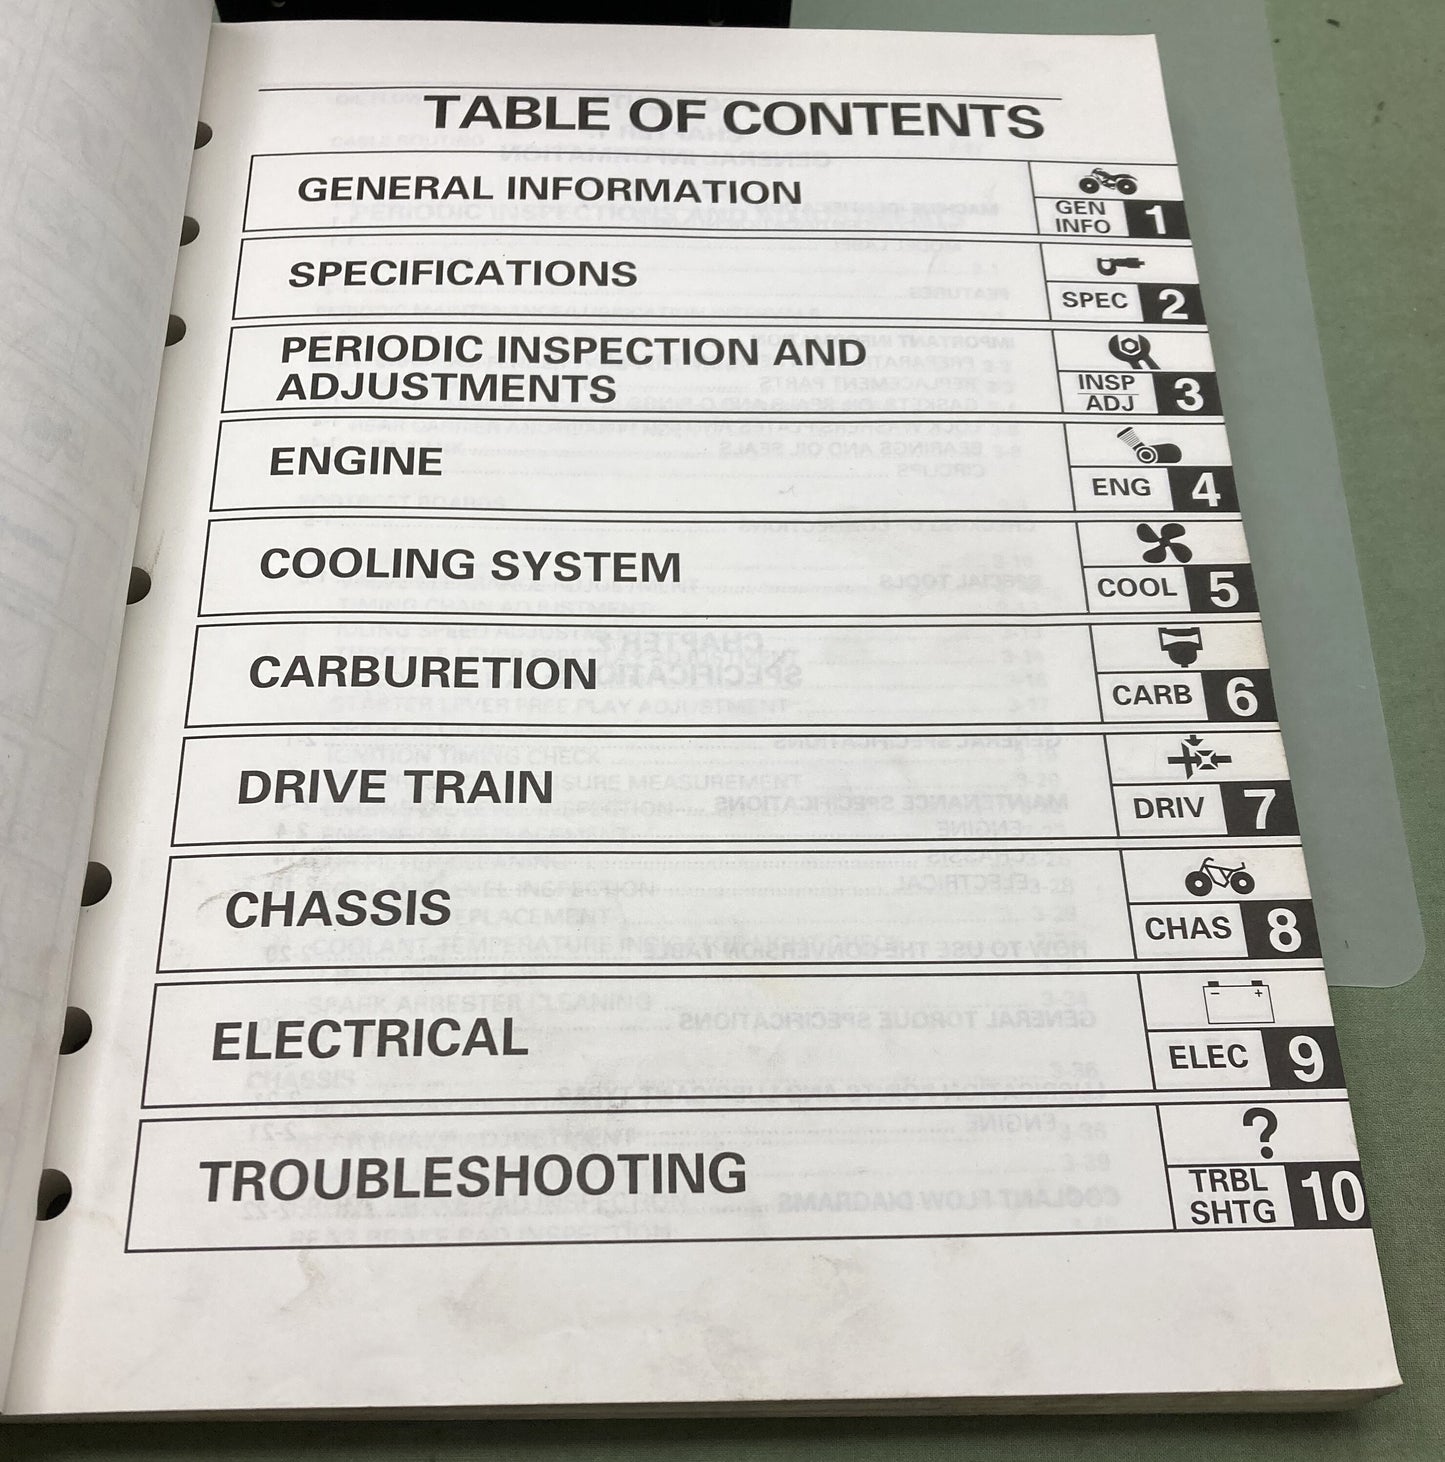 TABLE OF CONTENTS
GENERAL INFORMATION
GEN
INFO 1
SPECIFICATIONS
SPEC 2
PERIODIC INSPECTION AND
ADJUSTMENTS
INSP
ADJ 3
ENGINE
ENG 4
COOLING SYSTEM
COOL 5
CARBURETION
CARB 6
DRIVE TRAIN
DRIV 7
CHASSIS
CHAS 8
ELECTRICAL
- +
ELEC 9
TROUBLESHOOTING
?
TRBL
SHTG 10